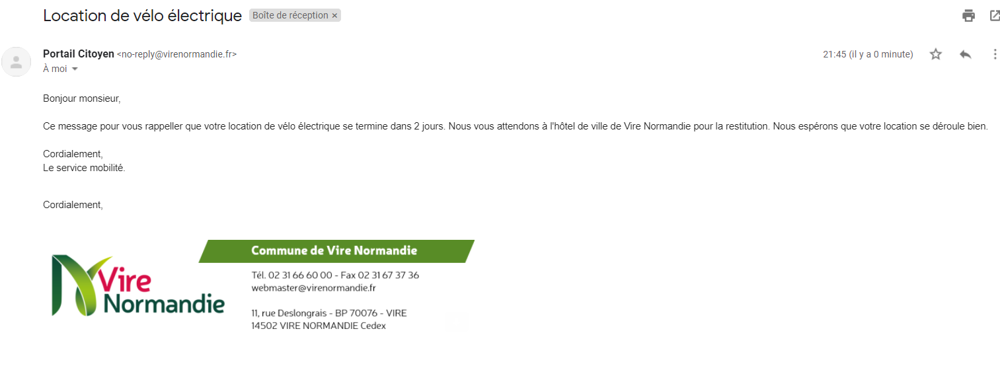 Location de vélo électrique Boîte de réception ×
Portail Citoyen <no-reply@virenormandie.fr> 21:45 (il y a 0 minute)
À moi
Bonjour monsieur,
Ce message pour vous rappeller que votre location de vélo électrique se termine dans 2 jours. Nous vous attendons à l'hôtel de ville de Vire Normandie pour la restitution. Nous espérons que votre location se déroule bien.
Cordialement,
Le service mobilité.
Cordialement,
Vire
Normandie
Commune de Vire Normandie
Tél. 02 31 66 60 00 - Fax 02 31 67 37 36
webmaster@virenormandie.fr
11, rue Deslongrais - BP 70076 - VIRE
14502 VIRE NORMANDIE Cedex